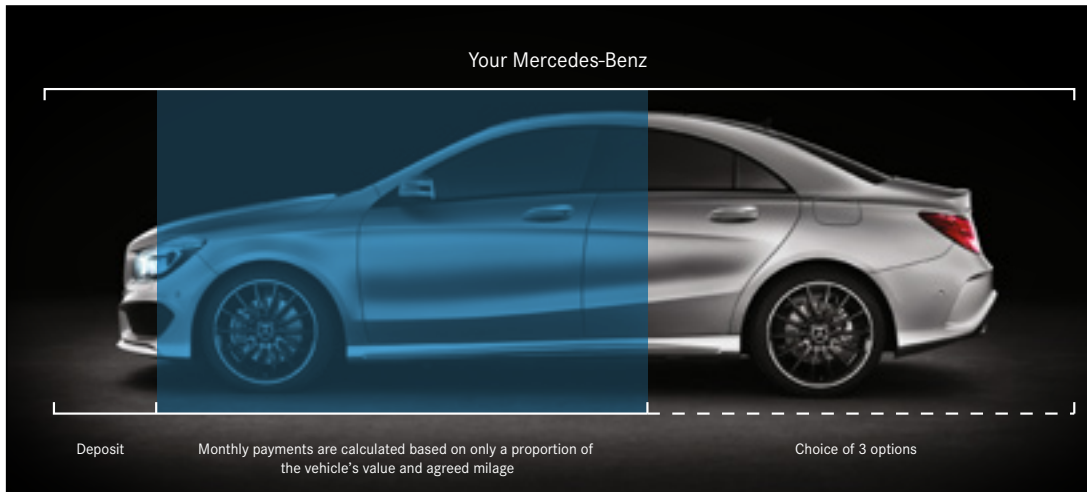 Your Mercedes-Benz
Deposit
Monthly payments are calculated based on only a proportion of
the vehicle's value and agreed milage
Choice of 3 options